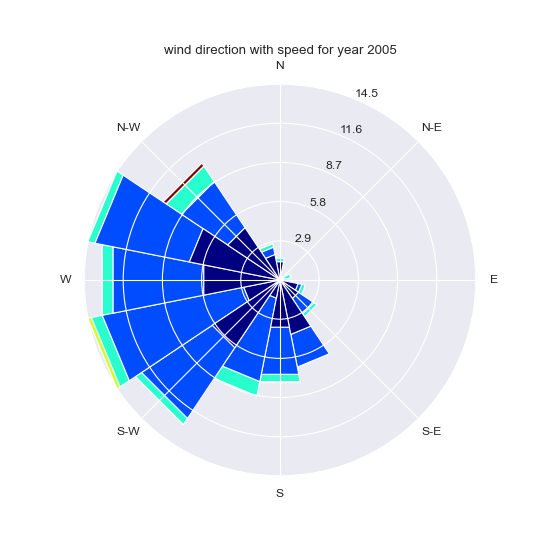 wind direction with speed for year 2005
N
14.5
N-W
N-E
11.6
8.7
5.8
2.9
W
E
S-W
S-E
S